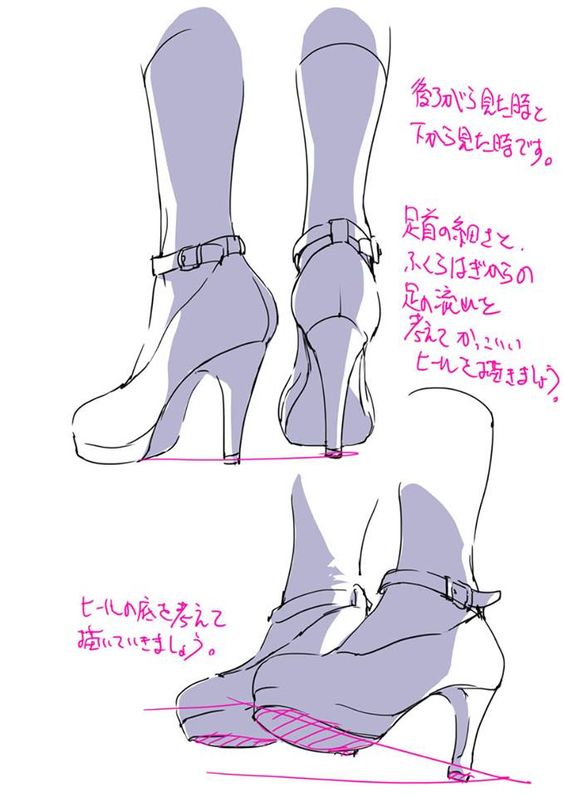 後ろから見た時と
下から見た時です。
足首の細さと、
ふくらはぎからの
足の流れを
考えてかっこいい
ヒールを描きましょう。
ヒールの底を考えて
描いていきましょう。